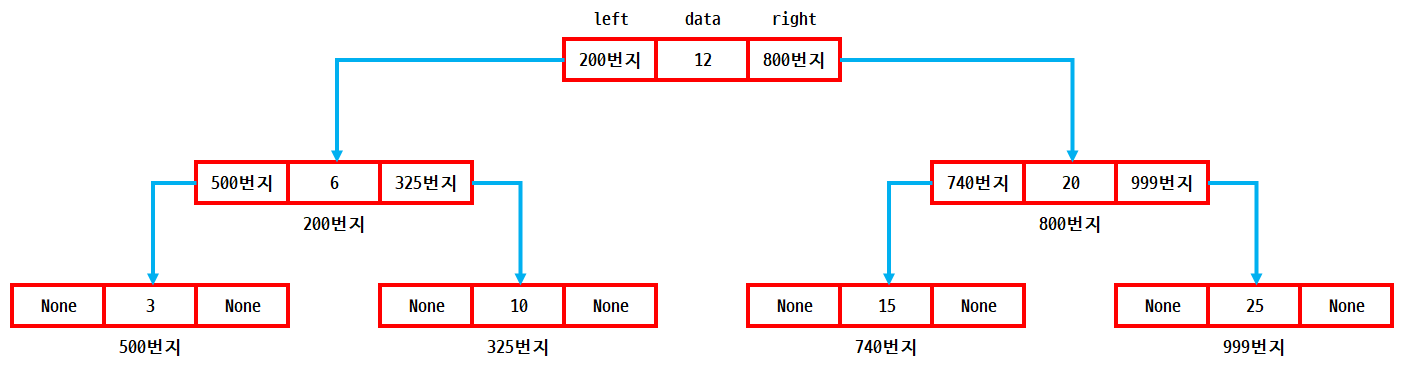 left data right
200번지 12 800번지
500번지 6 325번지 740번지 20 999번지
200번지 800번지
None 3 None None 10 None None 15 None None 25 None
500번지 325번지 740번지 999번지